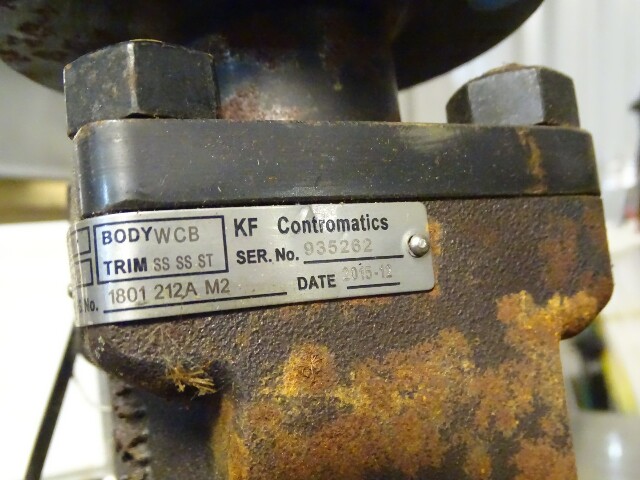 BODY WCB KF Contromatics
TRIM SS SS ST SER. No. 935262
No. 1801 212A M2 DATE 2015-12